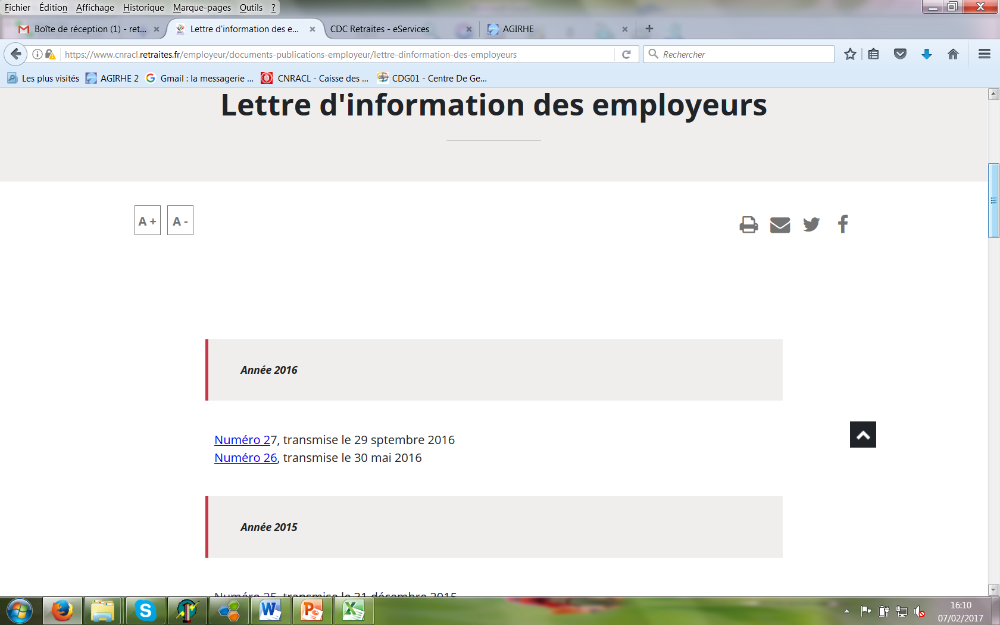 Fichier Édition Affichage Historique Marque-pages Outils ?
Boîte de réception (1) - ret... Lettre d'information des e... CDC Retraites - eServices AGIRHE
https://www.cnracl.retraites.fr/employeur/documents-publications-employeur/lettre-dinformation-des-employeurs Rechercher
Les plus visités AGIRHE 2 Gmail : la messagerie ... CNRACL - Caisse des ... CDG01 - Centre De Ge...
Lettre d'information des employeurs
A + A -
Année 2016
Numéro 27, transmise le 29 sptembre 2016
Numéro 26, transmise le 30 mai 2016
Année 2015
Numéro 25, transmise le 31 décembre 2015
16:10
07/02/2017